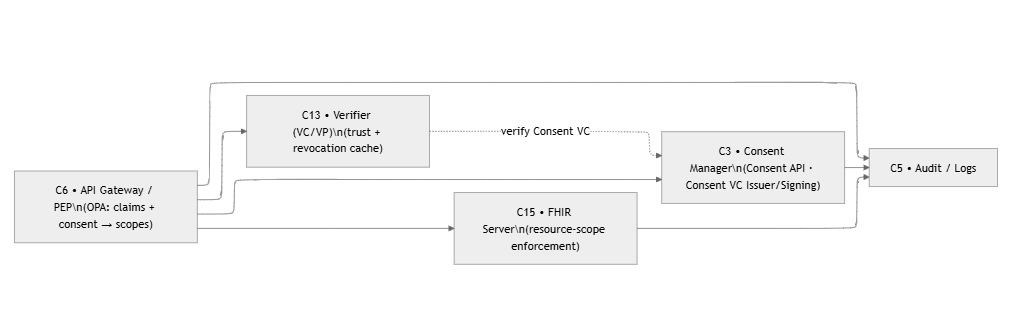 C13 • Verifier
(VC/VP)\n(trust +
revocation cache)
verify Consent VC
C3 • Consent
Manager\n(Consent API ·
Consent VC Issuer/Signing)
C5 • Audit / Logs
C6 • API Gateway /
PEP\n(OPA: claims +
consent → scopes)
C15 • FHIR
Server\n(resource-scope
enforcement)